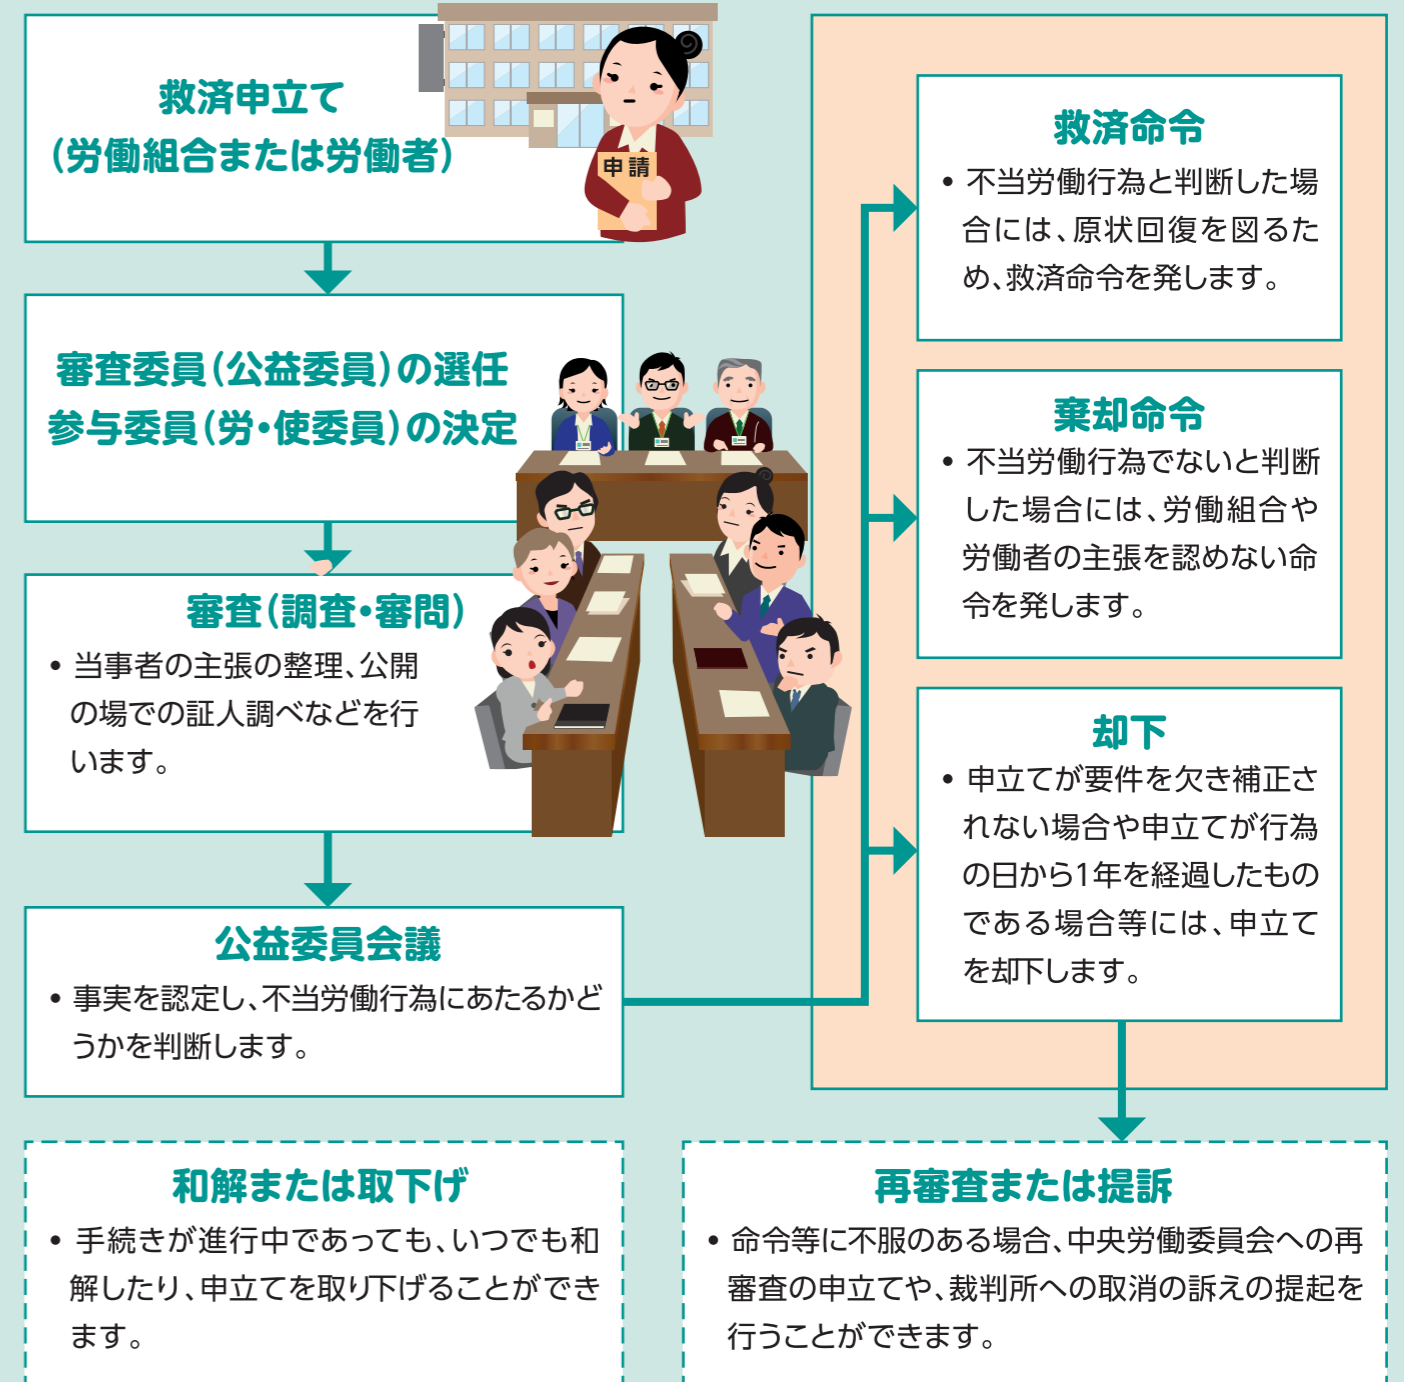 救済申立て
（労働組合または労働者）
申請
審査委員（公益委員）の選任
参与委員（労・使委員）の決定
審査（調査・審問）
• 当事者の主張の整理、公開
の場での証人調べなどを行
います。
公益委員会議
• 事実を認定し、不当労働行為にあたるかど
うかを判断します。
救済命令
• 不当労働行為と判断した場
合には、原状回復を図るた
め、救済命令を発します。
棄却命令
• 不当労働行為でないと判断
した場合には、労働組合や
労働者の主張を認めない命
令を発します。
却下
• 申立てが要件を欠き補正さ
れない場合や申立てが行為
の日から1年を経過したもの
である場合等には、申立て
を却下します。
和解または取下げ
• 手続きが進行中であっても、いつでも和
解したり、申立てを取り下げることができ
ます。
再審査または提訴
• 命令等に不服のある場合、中央労働委員会への再
審査の申立てや、裁判所への取消の訴えの提起を
行うことができます。